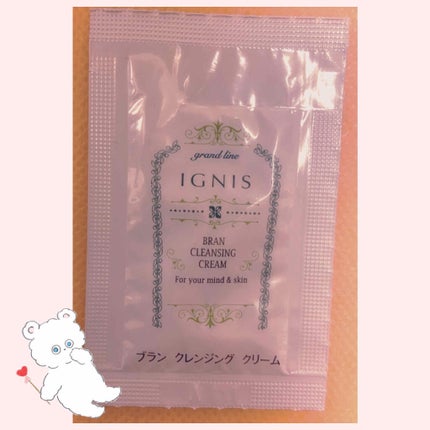 grand line
IGNIS
BRAN
CLEANSING
CREAM
For your mind & skin
ブラン クレンジング クリーム